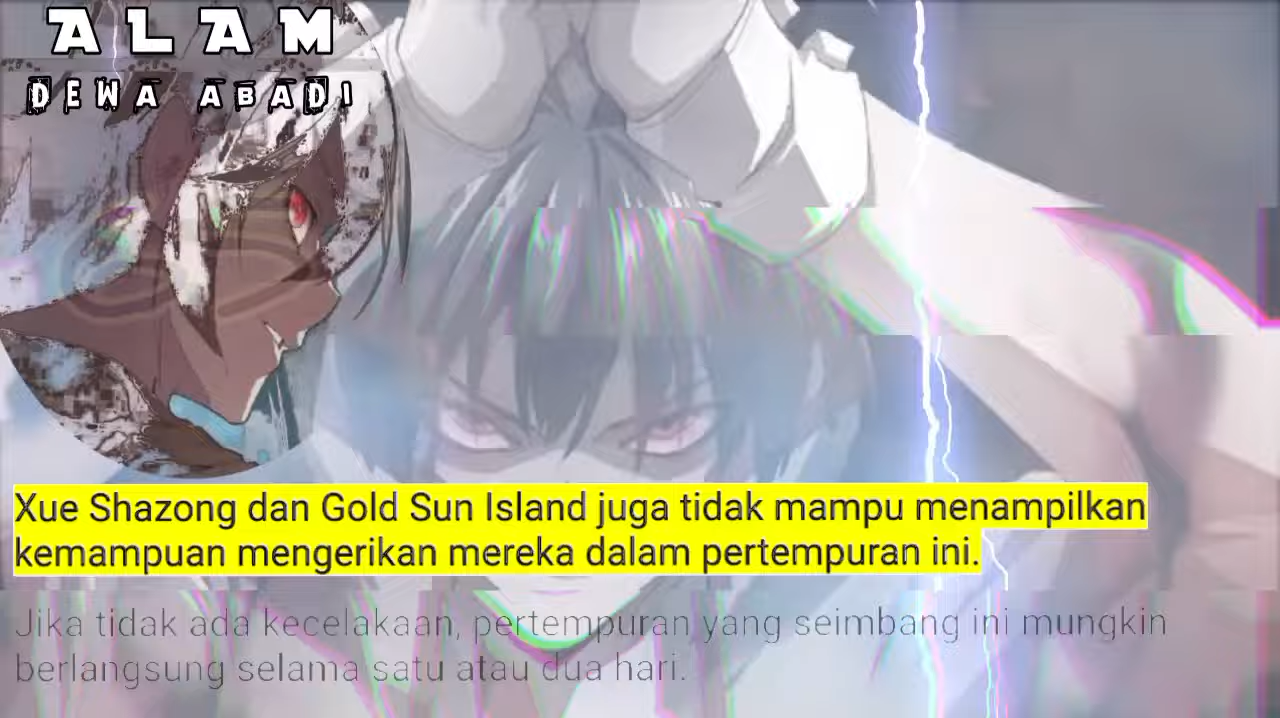 ALAM
DEWA ABADI
Xue Shazong dan Gold Sun Island juga tidak mampu menampilkan
kemampuan mengerikan mereka dalam pertempuran ini.
Jika tidak ada kecelakaan, pertempuran yang seimbang ini mungkin
berlangsung selama satu atau dua hari.